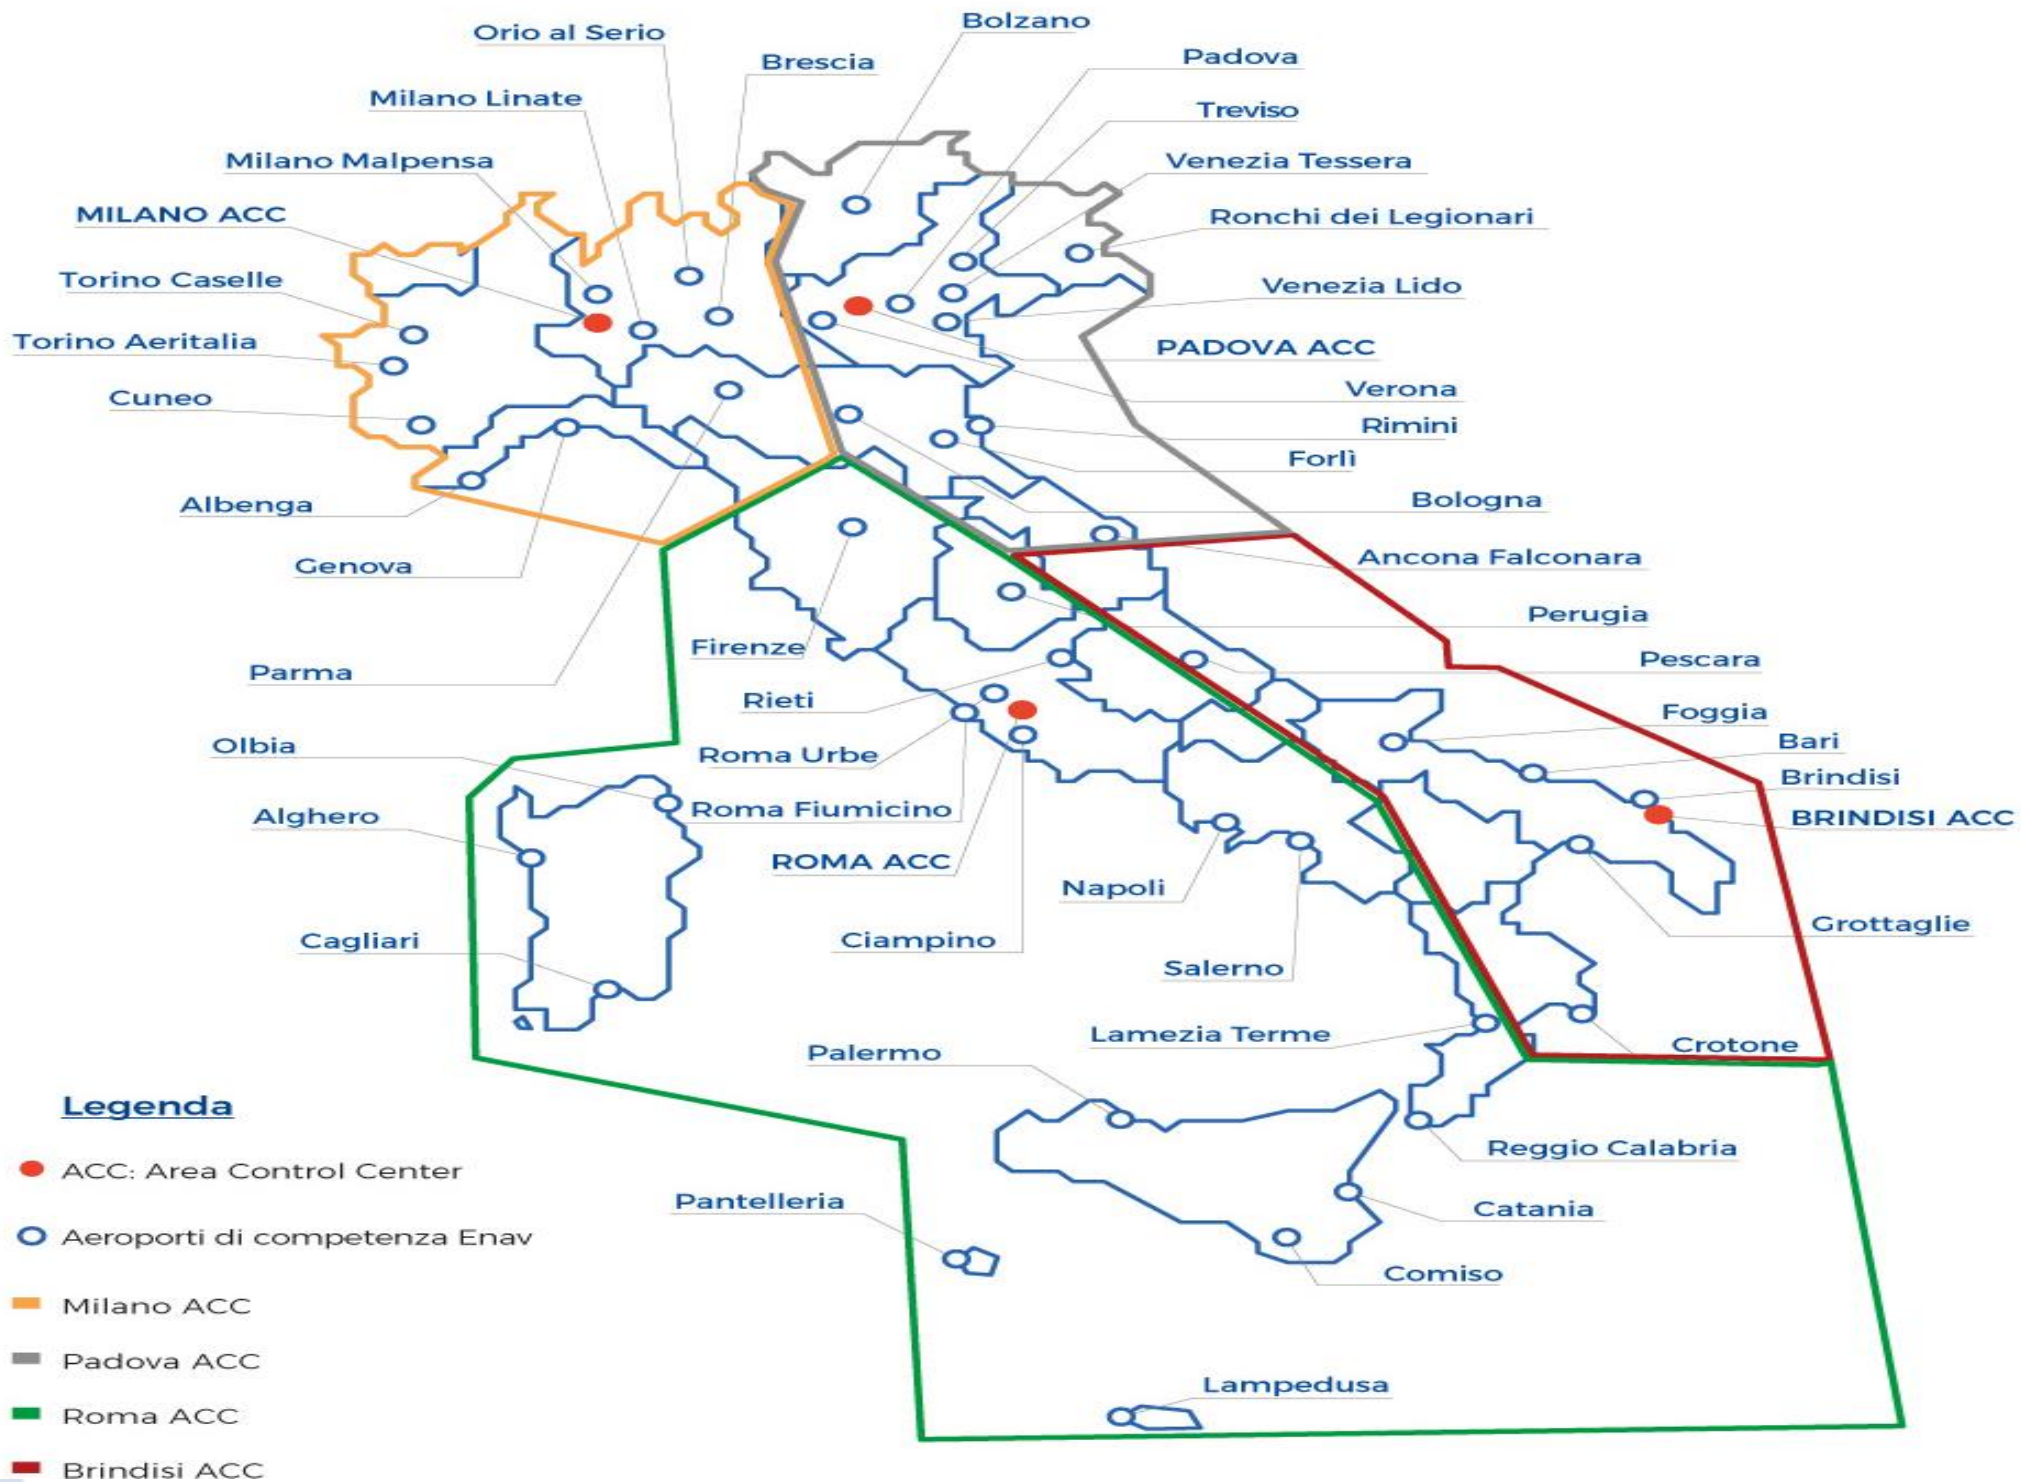 Bolzano
Orio al Serio
Brescia
Padova
Milano Linate
Treviso
Milano Malpensa
Venezia Tessera
MILANO ACC
Ronchi dei Legionari
Torino Caselle
Venezia Lido
Torino Aeritalia
PADOVA ACC
Verona
Cuneo
Rimini
Forlì
Albenga
Bologna
Genova
Ancona Falconara
Perugia
Firenze
Parma
Pescara
Rieti
Foggia
Olbia
Roma Urbe
Bari
Brindisi
Alghero
Roma Fiumicino
BRINDISI ACC
ROMA ACC
Napoli
Cagliari
Ciampino
Grottaglie
Salerno
Lamezia Terme
Crotone
Palermo
Legenda
ACC: Area Control Center
Reggio Calabria
Pantelleria
Catania
Aeroporti di competenza Enav
Comiso
Milano ACC
Padova ACC
Lampedusa
Roma ACC
Brindisi ACC